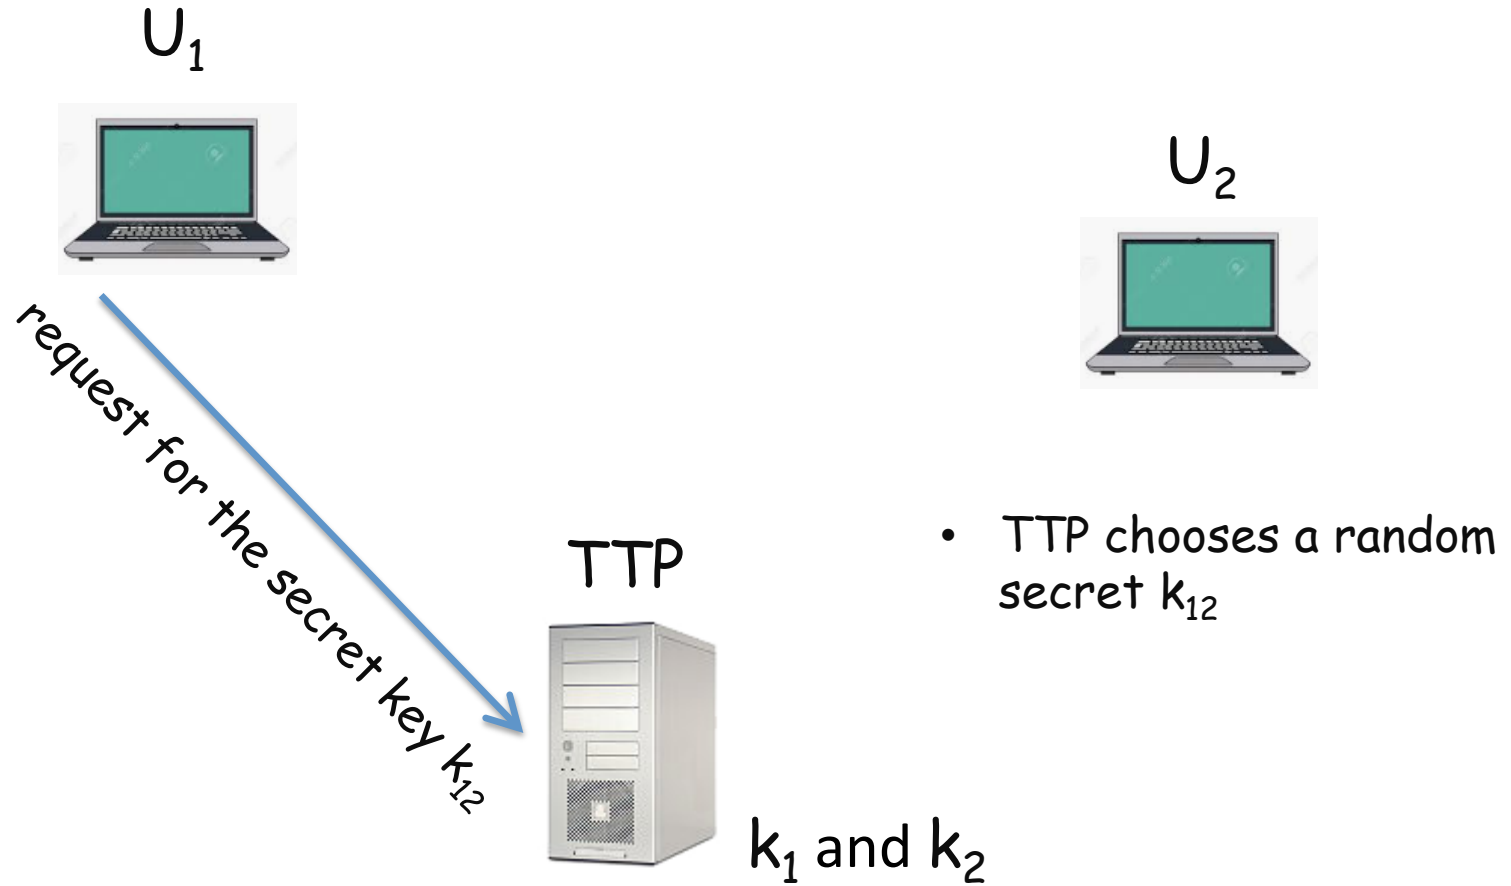 U₁
U₂
request for the secret key k₁₂
TTP
• TTP chooses a random
secret k₁₂
k₁ and k₂